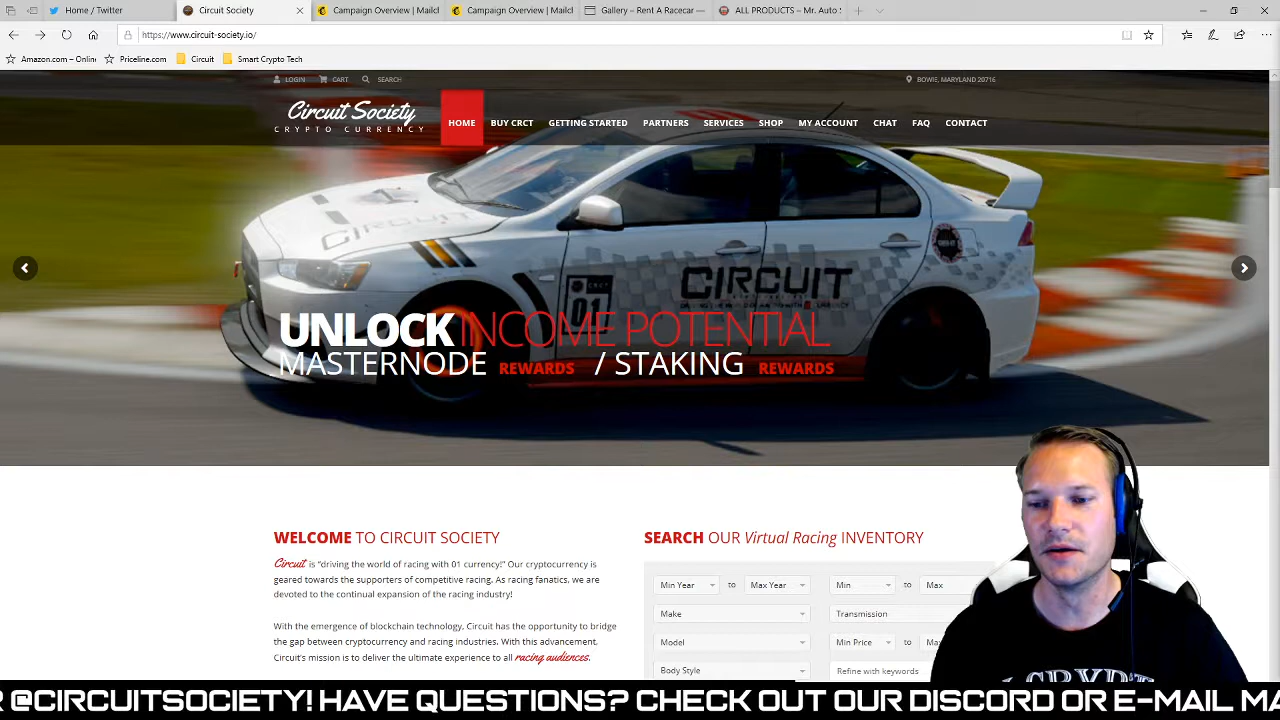 Home / Twitter
Circuit Society
Campaign Overview | Mailcl
Campaign Overview | Mailcl
Gallery – Rent A Racecar –
ALL PRODUCTS – Mr. Auto S
https://www.circuit-society.io/
Amazon.com – Onlin
Priceline.com
Circuit
Smart Crypto Tech
LOGIN
CART
SEARCH
BOWIE, MARYLAND 20716
Circuit Society
CRYPTO CURRENCY
HOME
BUY CRCT
GETTING STARTED
PARTNERS
SERVICES
SHOP
MY ACCOUNT
CHAT
FAQ
CONTACT
CIRCUIT
CIRCUIT
CRCT
01
UNLOCK INCOME POTENTIAL
MASTERNODE REWARDS / STAKING REWARDS
WELCOME TO CIRCUIT SOCIETY
Circuit is "driving the world of racing with 01 currency!" Our cryptocurrency is
geared towards the supporters of competitive racing. As racing fanatics, we are
devoted to the continual expansion of the racing industry!
With the emergence of blockchain technology, Circuit has the opportunity to bridge
the gap between cryptocurrency and racing industries. With this advancement,
Circuit's mission is to deliver the ultimate experience to all racing audiences.
SEARCH OUR Virtual Racing INVENTORY
Min Year to Max Year
Min to Max
Make
Transmission
Model
Min Price to
Body Style
Refine with keywords
CRYPT
R @CIRCUITSOCIETY! HAVE QUESTIONS? CHECK OUT OUR DISCORD OR E-MAIL MA